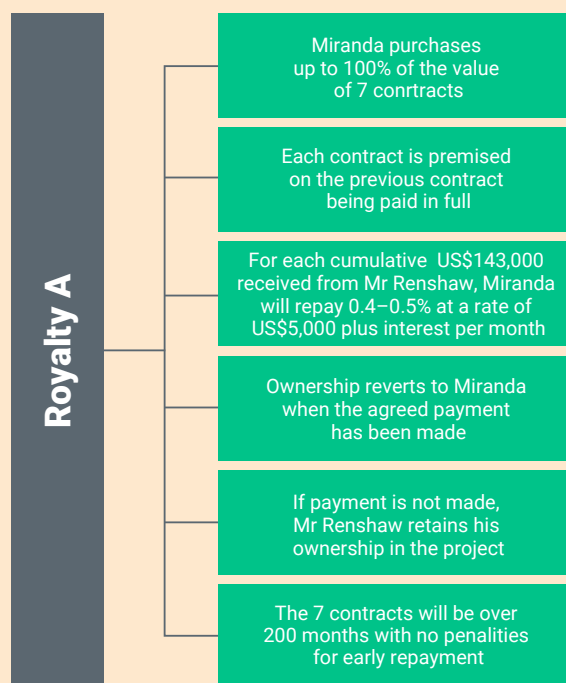 Royalty A
Miranda purchases
up to 100% of the value
of 7 conrtracts
Each contract is premised
on the previous contract
being paid in full
For each cumulative US$143,000
received from Mr Renshaw, Miranda
will repay 0.4–0.5% at a rate of
US$5,000 plus interest per month
Ownership reverts to Miranda
when the agreed payment
has been made
If payment is not made,
Mr Renshaw retains his
ownership in the project
The 7 contracts will be over
200 months with no penalities
for early repayment